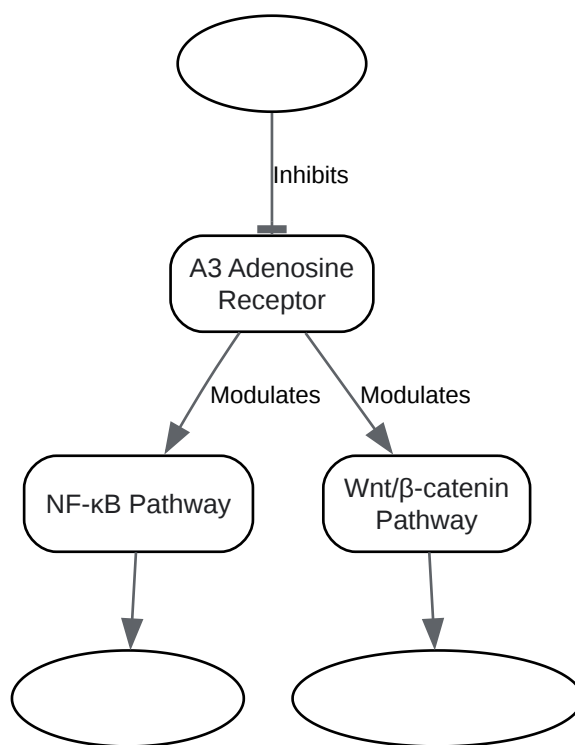 Inhibits
A3 Adenosine
Receptor
Modulates
Modulates
NF-κB Pathway
Wnt/β-catenin
Pathway